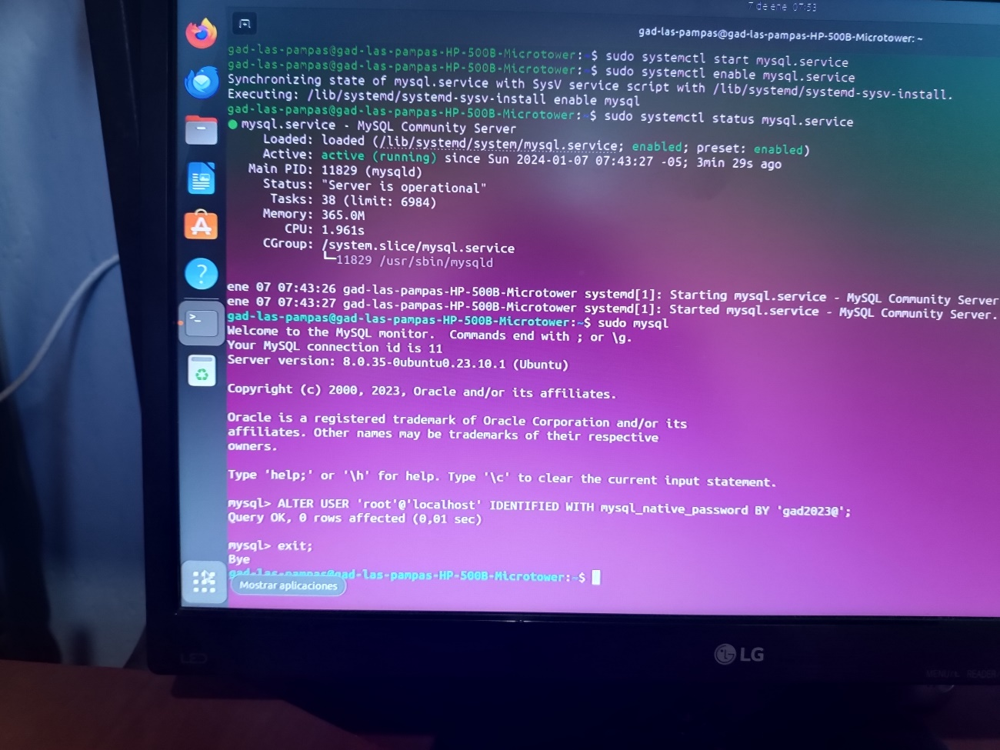 7 de ene 07:53
gad-las-pampas@gad-las-pampas-HP-500B-Microtower: ~
gad-las-pampas@gad-las-pampas-HP-500B-Microtower:~$ sudo systemctl start mysql.service
gad-las-pampas@gad-las-pampas-HP-500B-Microtower:~$ sudo systemctl enable mysql.service
Synchronizing state of mysql.service with SysV service script with /lib/systemd/systemd-sysv-install.
Executing: /lib/systemd/systemd-sysv-install enable mysql
gad-las-pampas@gad-las-pampas-HP-500B-Microtower:~$ sudo systemctl status mysql.service
● mysql.service - MySQL Community Server
Loaded: loaded (/lib/systemd/system/mysql.service; enabled; preset: enabled)
Active: active (running) since Sun 2024-01-07 07:43:27 -05; 3min 29s ago
Main PID: 11829 (mysqld)
Status: "Server is operational"
Tasks: 38 (limit: 6984)
Memory: 365.0M
CPU: 1.961s
CGroup: /system.slice/mysql.service
└─11829 /usr/sbin/mysqld
ene 07 07:43:26 gad-las-pampas-HP-500B-Microtower systemd[1]: Starting mysql.service - MySQL Community Server
ene 07 07:43:27 gad-las-pampas-HP-500B-Microtower systemd[1]: Started mysql.service - MySQL Community Server.
gad-las-pampas@gad-las-pampas-HP-500B-Microtower:~$ sudo mysql
Welcome to the MySQL monitor.  Commands end with ; or \g.
Your MySQL connection id is 11
Server version: 8.0.35-0ubuntu0.23.10.1 (Ubuntu)
Copyright (c) 2000, 2023, Oracle and/or its affiliates.
Oracle is a registered trademark of Oracle Corporation and/or its
affiliates. Other names may be trademarks of their respective
owners.
Type 'help;' or '\h' for help. Type '\c' to clear the current input statement.
mysql> ALTER USER 'root'@'localhost' IDENTIFIED WITH mysql_native_password BY 'gad2023@';
Query OK, 0 rows affected (0,01 sec)
mysql> exit;
Bye
gad-las-pampas@gad-las-pampas-HP-500B-Microtower:~$
Mostrar aplicaciones
LED
LG